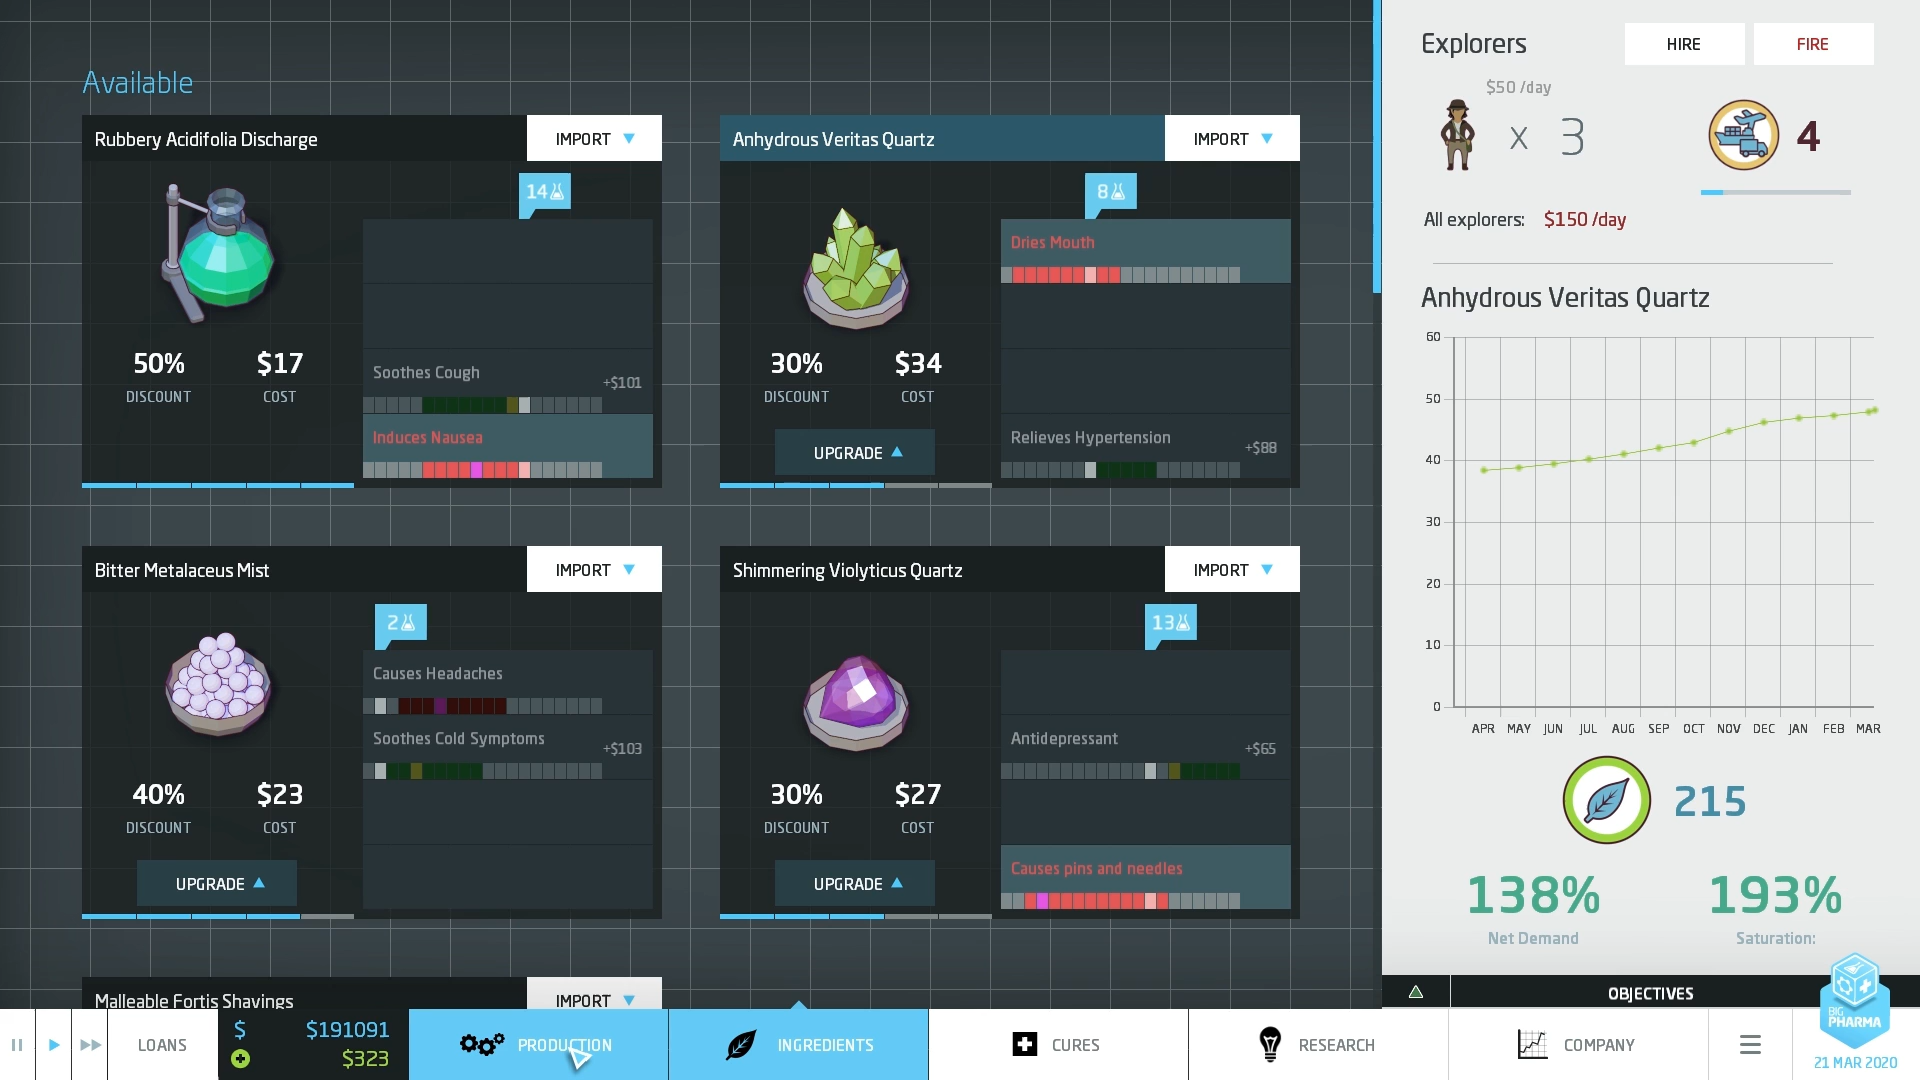 Available
Rubbery Acidifolia Discharge
IMPORT
14
Soothes Cough
+$101
Induces Nausea
50%
$17
DISCOUNT
COST
Anhydrous Veritas Quartz
IMPORT
8
Dries Mouth
Relieves Hypertension
+$88
30%
$34
DISCOUNT
COST
UPGRADE
Bitter Metalaceus Mist
IMPORT
2
Causes Headaches
Soothes Cold Symptoms
+$103
40%
$23
DISCOUNT
COST
UPGRADE
Shimmering Violyticus Quartz
IMPORT
13
Antidepressant
+$65
Causes pins and needles
30%
$27
DISCOUNT
COST
UPGRADE
Malleable Fortis Shavings
IMPORT
Explorers
HIRE
FIRE
$50 /day
x 3
4
All explorers: $150 /day
Anhydrous Veritas Quartz
60
50
40
30
20
10
0
APR MAY JUN JUL AUG SEP OCT NOV DEC JAN FEB MAR
215
138%
193%
Net Demand
Saturation:
OBJECTIVES
LOANS
$ $191091
$323
PRODUCTION
INGREDIENTS
CURES
RESEARCH
COMPANY
BIG
PHARMA
21 MAR 2020